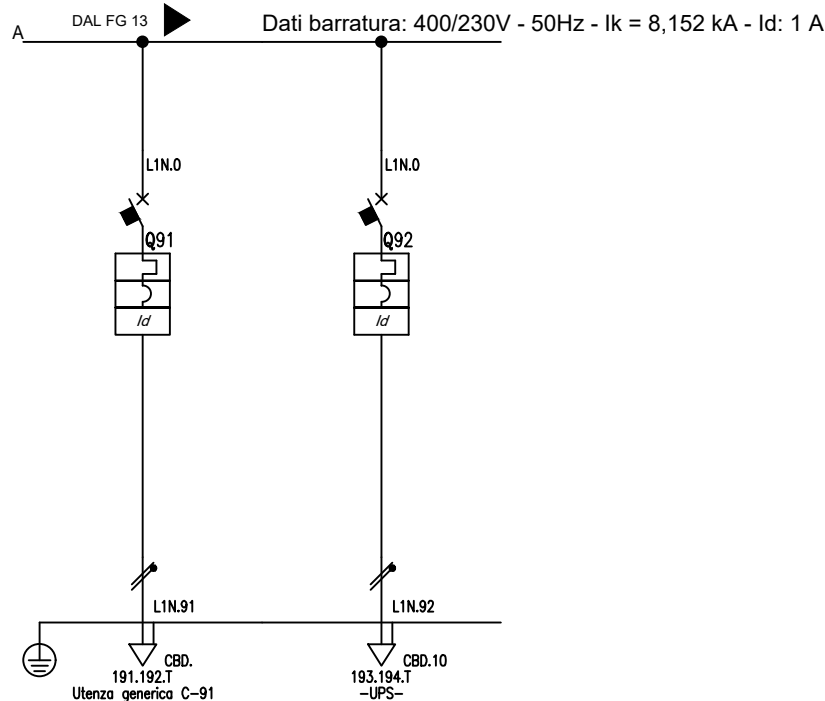 DAL FG 13
Dati barratura: 400/230V - 50Hz - Ik = 8,152 kA - Id: 1 A
A
L1N.0
L1N.0
Q91
Q92
Id
Id
L1N.91
L1N.92
CBD.
CBD.10
191.192.T
193.194.T
Utenza generica C-91
-UPS-